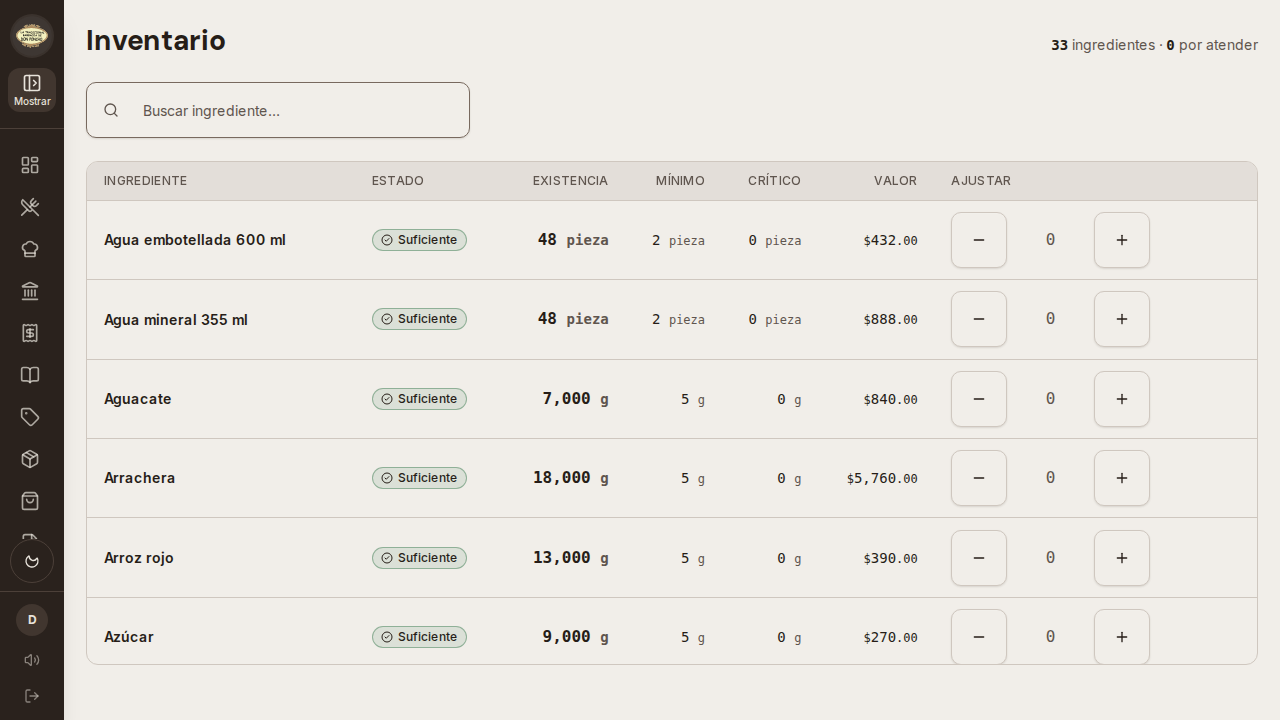 Inventario
33 ingredientes · 0 por atender
Mostrar
Buscar ingrediente...
INGREDIENTE ESTADO EXISTENCIA MÍNIMO CRÍTICO VALOR AJUSTAR
Agua embotellada 600 ml Suficiente 48 pieza 2 pieza 0 pieza $432.00 − 0 +
Agua mineral 355 ml Suficiente 48 pieza 2 pieza 0 pieza $888.00 − 0 +
Aguacate Suficiente 7,000 g 5 g 0 g $840.00 − 0 +
Arrachera Suficiente 18,000 g 5 g 0 g $5,760.00 − 0 +
Arroz rojo Suficiente 13,000 g 5 g 0 g $390.00 − 0 +
Azúcar Suficiente 9,000 g 5 g 0 g $270.00 − 0 +
D